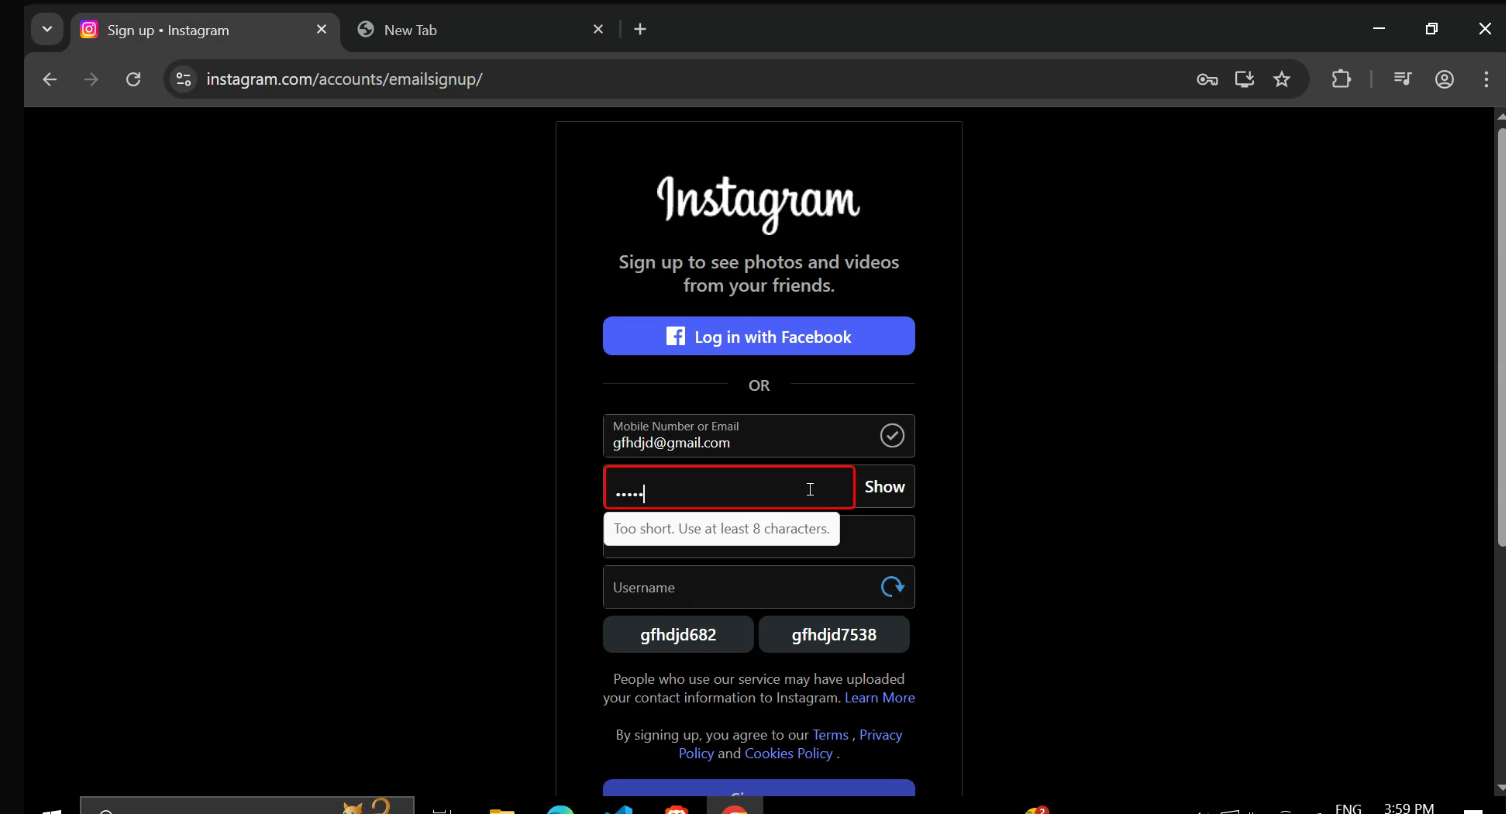 Sign up • Instagram
New Tab
instagram.com/accounts/emailsignup/
Instagram
Sign up to see photos and videos
from your friends.
Log in with Facebook
OR
Mobile Number or Email
gfhdjd@gmail.com
•••••
Show
Too short. Use at least 8 characters.
Username
gfhdjd682
gfhdjd7538
People who use our service may have uploaded
your contact information to Instagram. Learn More
By signing up, you agree to our Terms , Privacy
Policy and Cookies Policy .
2
ENG
3:59 PM